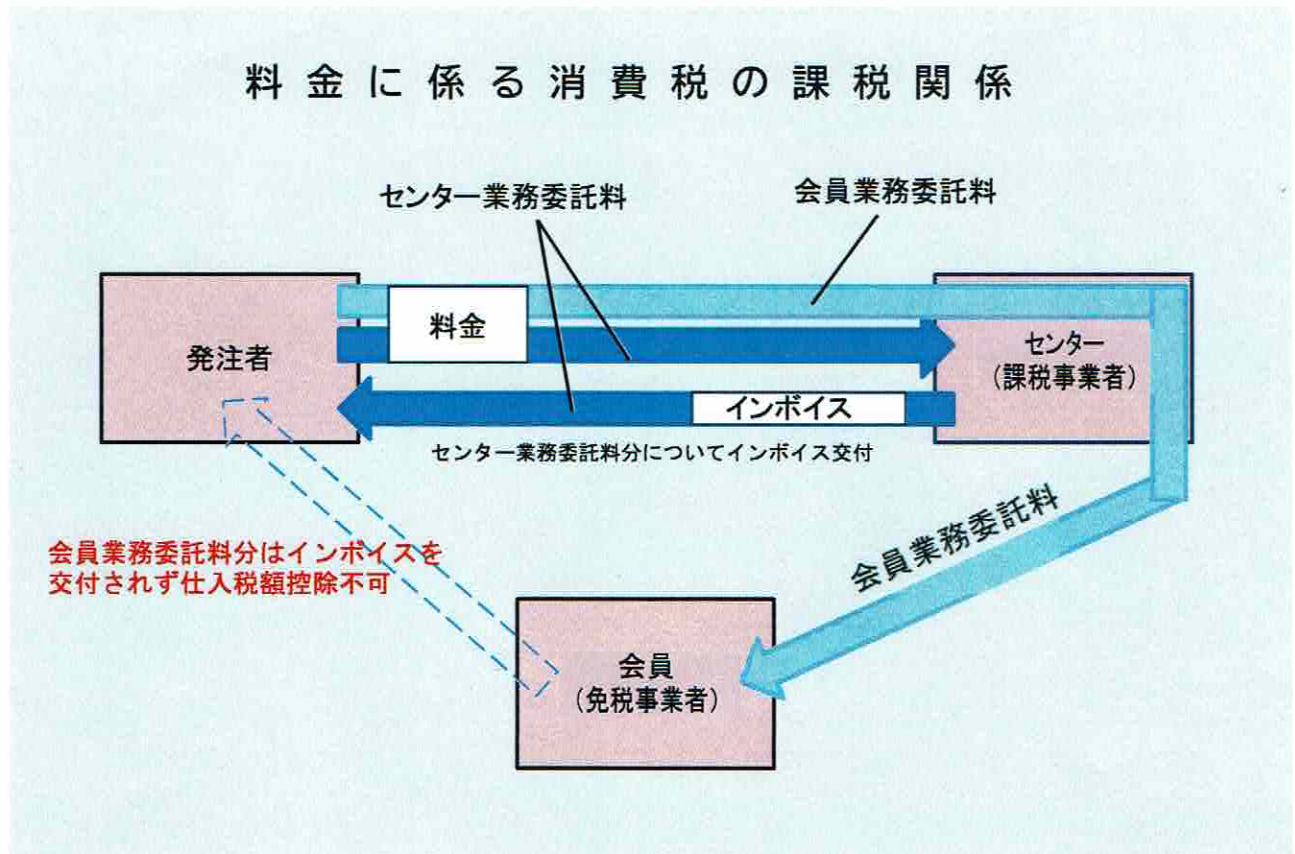 料金に係る消費税の課税関係
センター業務委託料
会員業務委託料
発注者
料金
センター
（課税事業者）
インボイス
センター業務委託料分についてインボイス交付
会員業務委託料分はインボイスを
交付されず仕入税額控除不可
会員業務委託料
会員
（免税事業者）